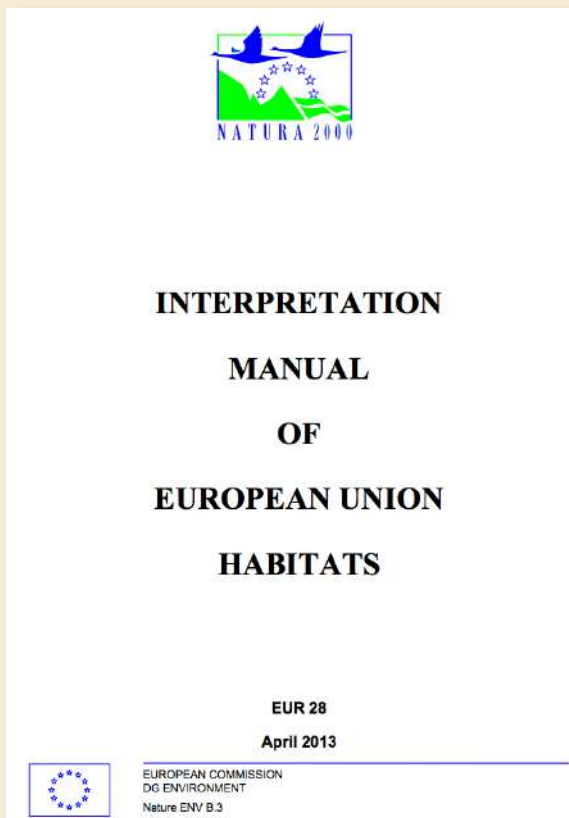 NATURA 2000
INTERPRETATION
MANUAL
OF
EUROPEAN UNION
HABITATS
EUR 28
April 2013
EUROPEAN COMMISSION
DG ENVIRONMENT
Nature ENV B.3